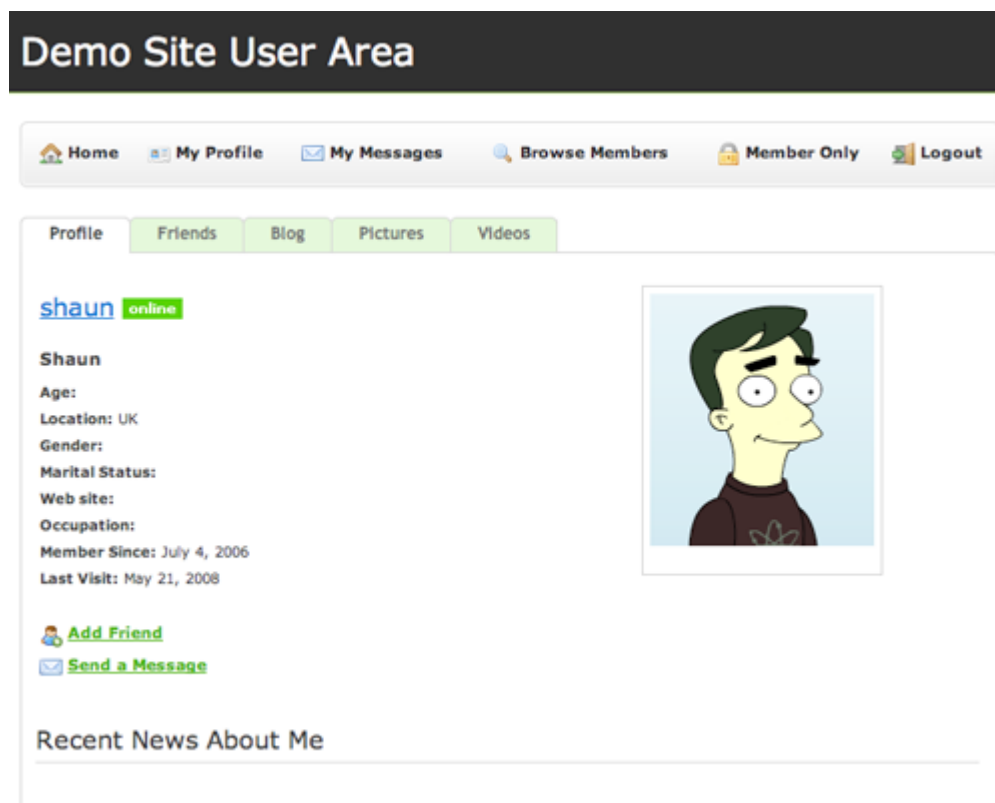 Demo Site User Area
Home My Profile My Messages Browse Members Member Only Logout
Profile Friends Blog Pictures Videos
shaun online
Shaun
Age:
Location: UK
Gender:
Marital Status:
Web site:
Occupation:
Member Since: July 4, 2006
Last Visit: May 21, 2008
Add Friend
Send a Message
Recent News About Me